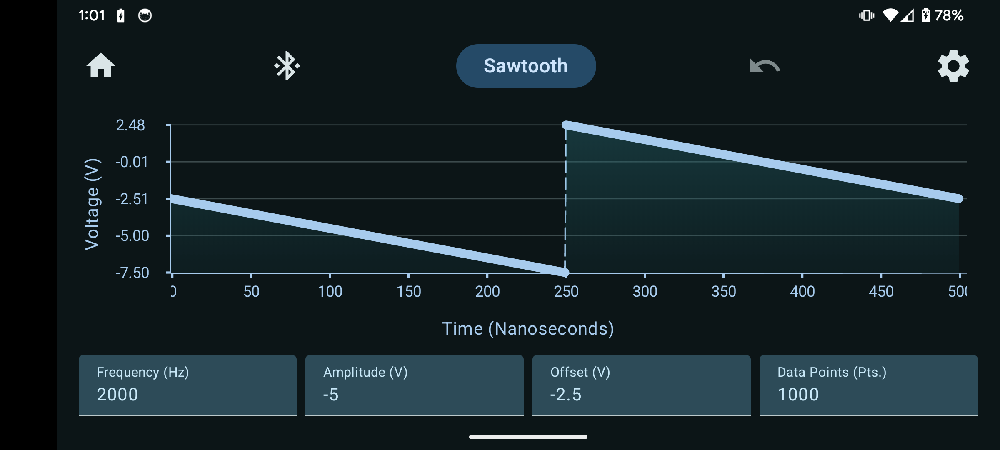 1:01
78%
Sawtooth
2.48
-0.01
-2.51
-5.00
-7.50
Voltage (V)
0 50 100 150 200 250 300 350 400 450 500
Time (Nanoseconds)
Frequency (Hz)
2000
Amplitude (V)
-5
Offset (V)
-2.5
Data Points (Pts.)
1000